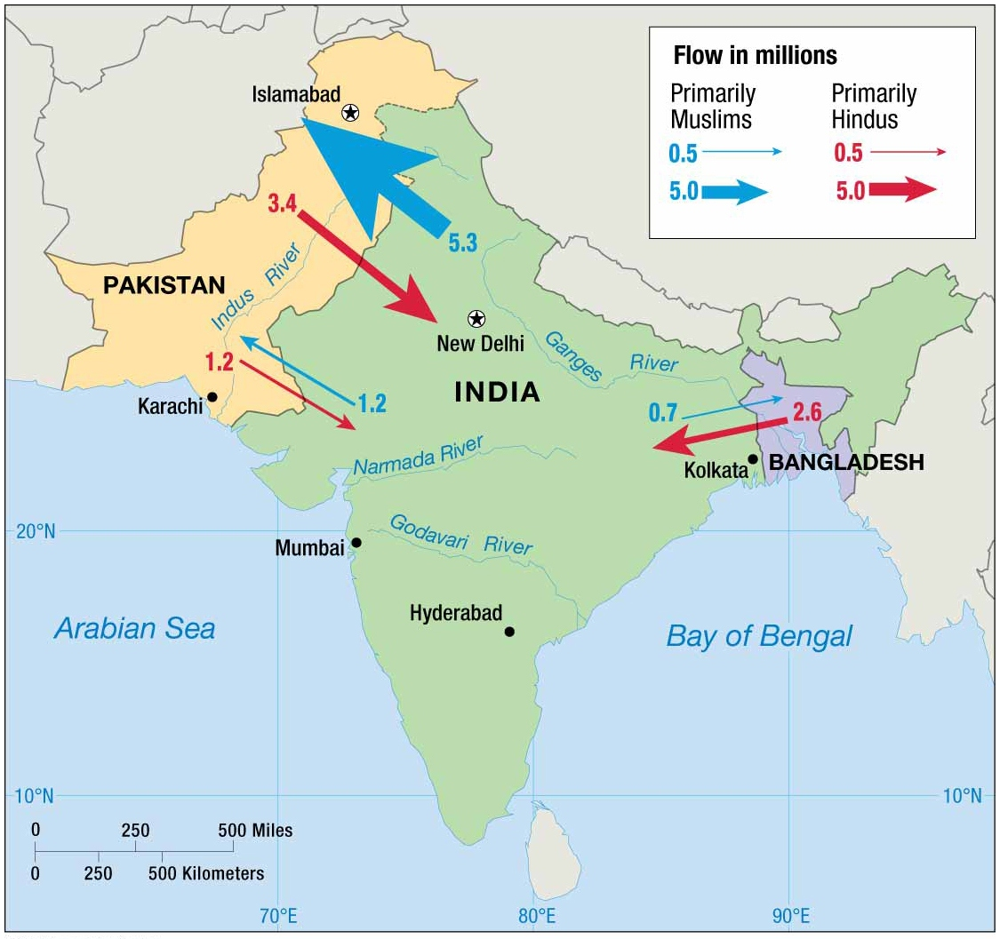 Flow in millions
Primarily
Muslims
Primarily
Hindus
0.5
0.5
5.0
5.0
Islamabad
3.4
5.3
PAKISTAN
Indus River
New Delhi
Ganges River
1.2
1.2
INDIA
Karachi
0.7
2.6
Narmada River
Kolkata
BANGLADESH
20°N
Godavari River
Mumbai
Hyderabad
Arabian Sea
Bay of Bengal
10°N
10°N
0 250 500 Miles
0 250 500 Kilometers
70°E
80°E
90°E